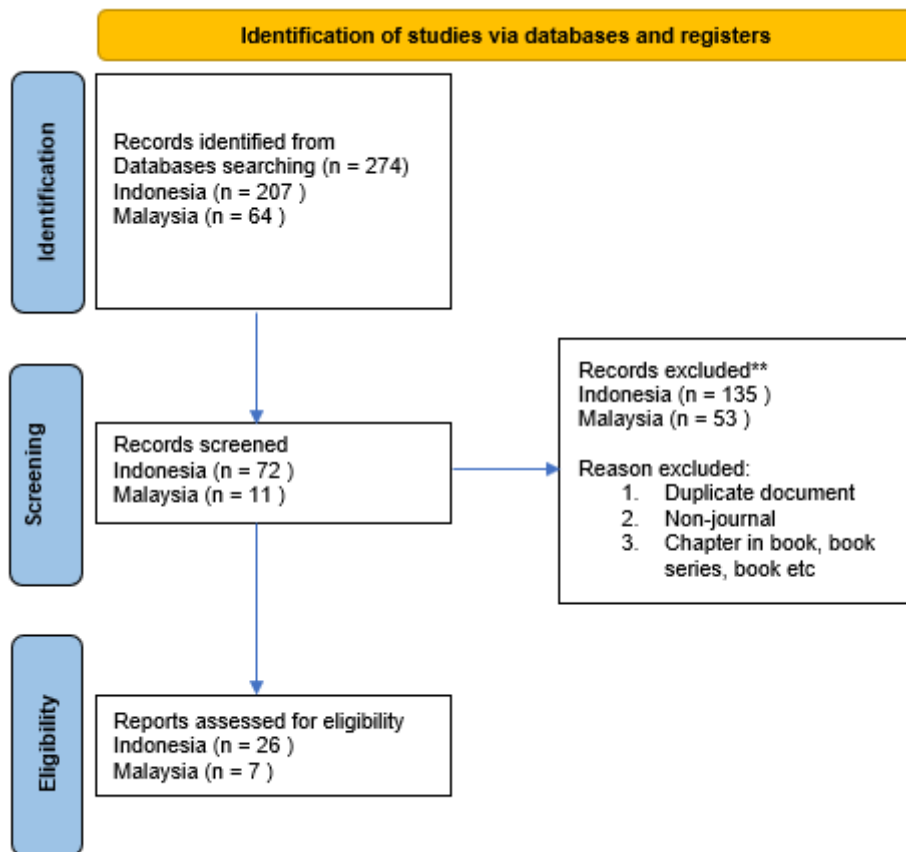 Identification of studies via databases and registers
Identification
Records identified from
Databases searching (n = 274)
Indonesia (n = 207 )
Malaysia (n = 64 )
Screening
Records screened
Indonesia (n = 72 )
Malaysia (n = 11 )
Records excluded**
Indonesia (n = 135 )
Malaysia (n = 53 )
Reason excluded:
1. Duplicate document
2. Non-journal
3. Chapter in book, book
series, book etc
Eligibility
Reports assessed for eligibility
Indonesia (n = 26 )
Malaysia (n = 7 )